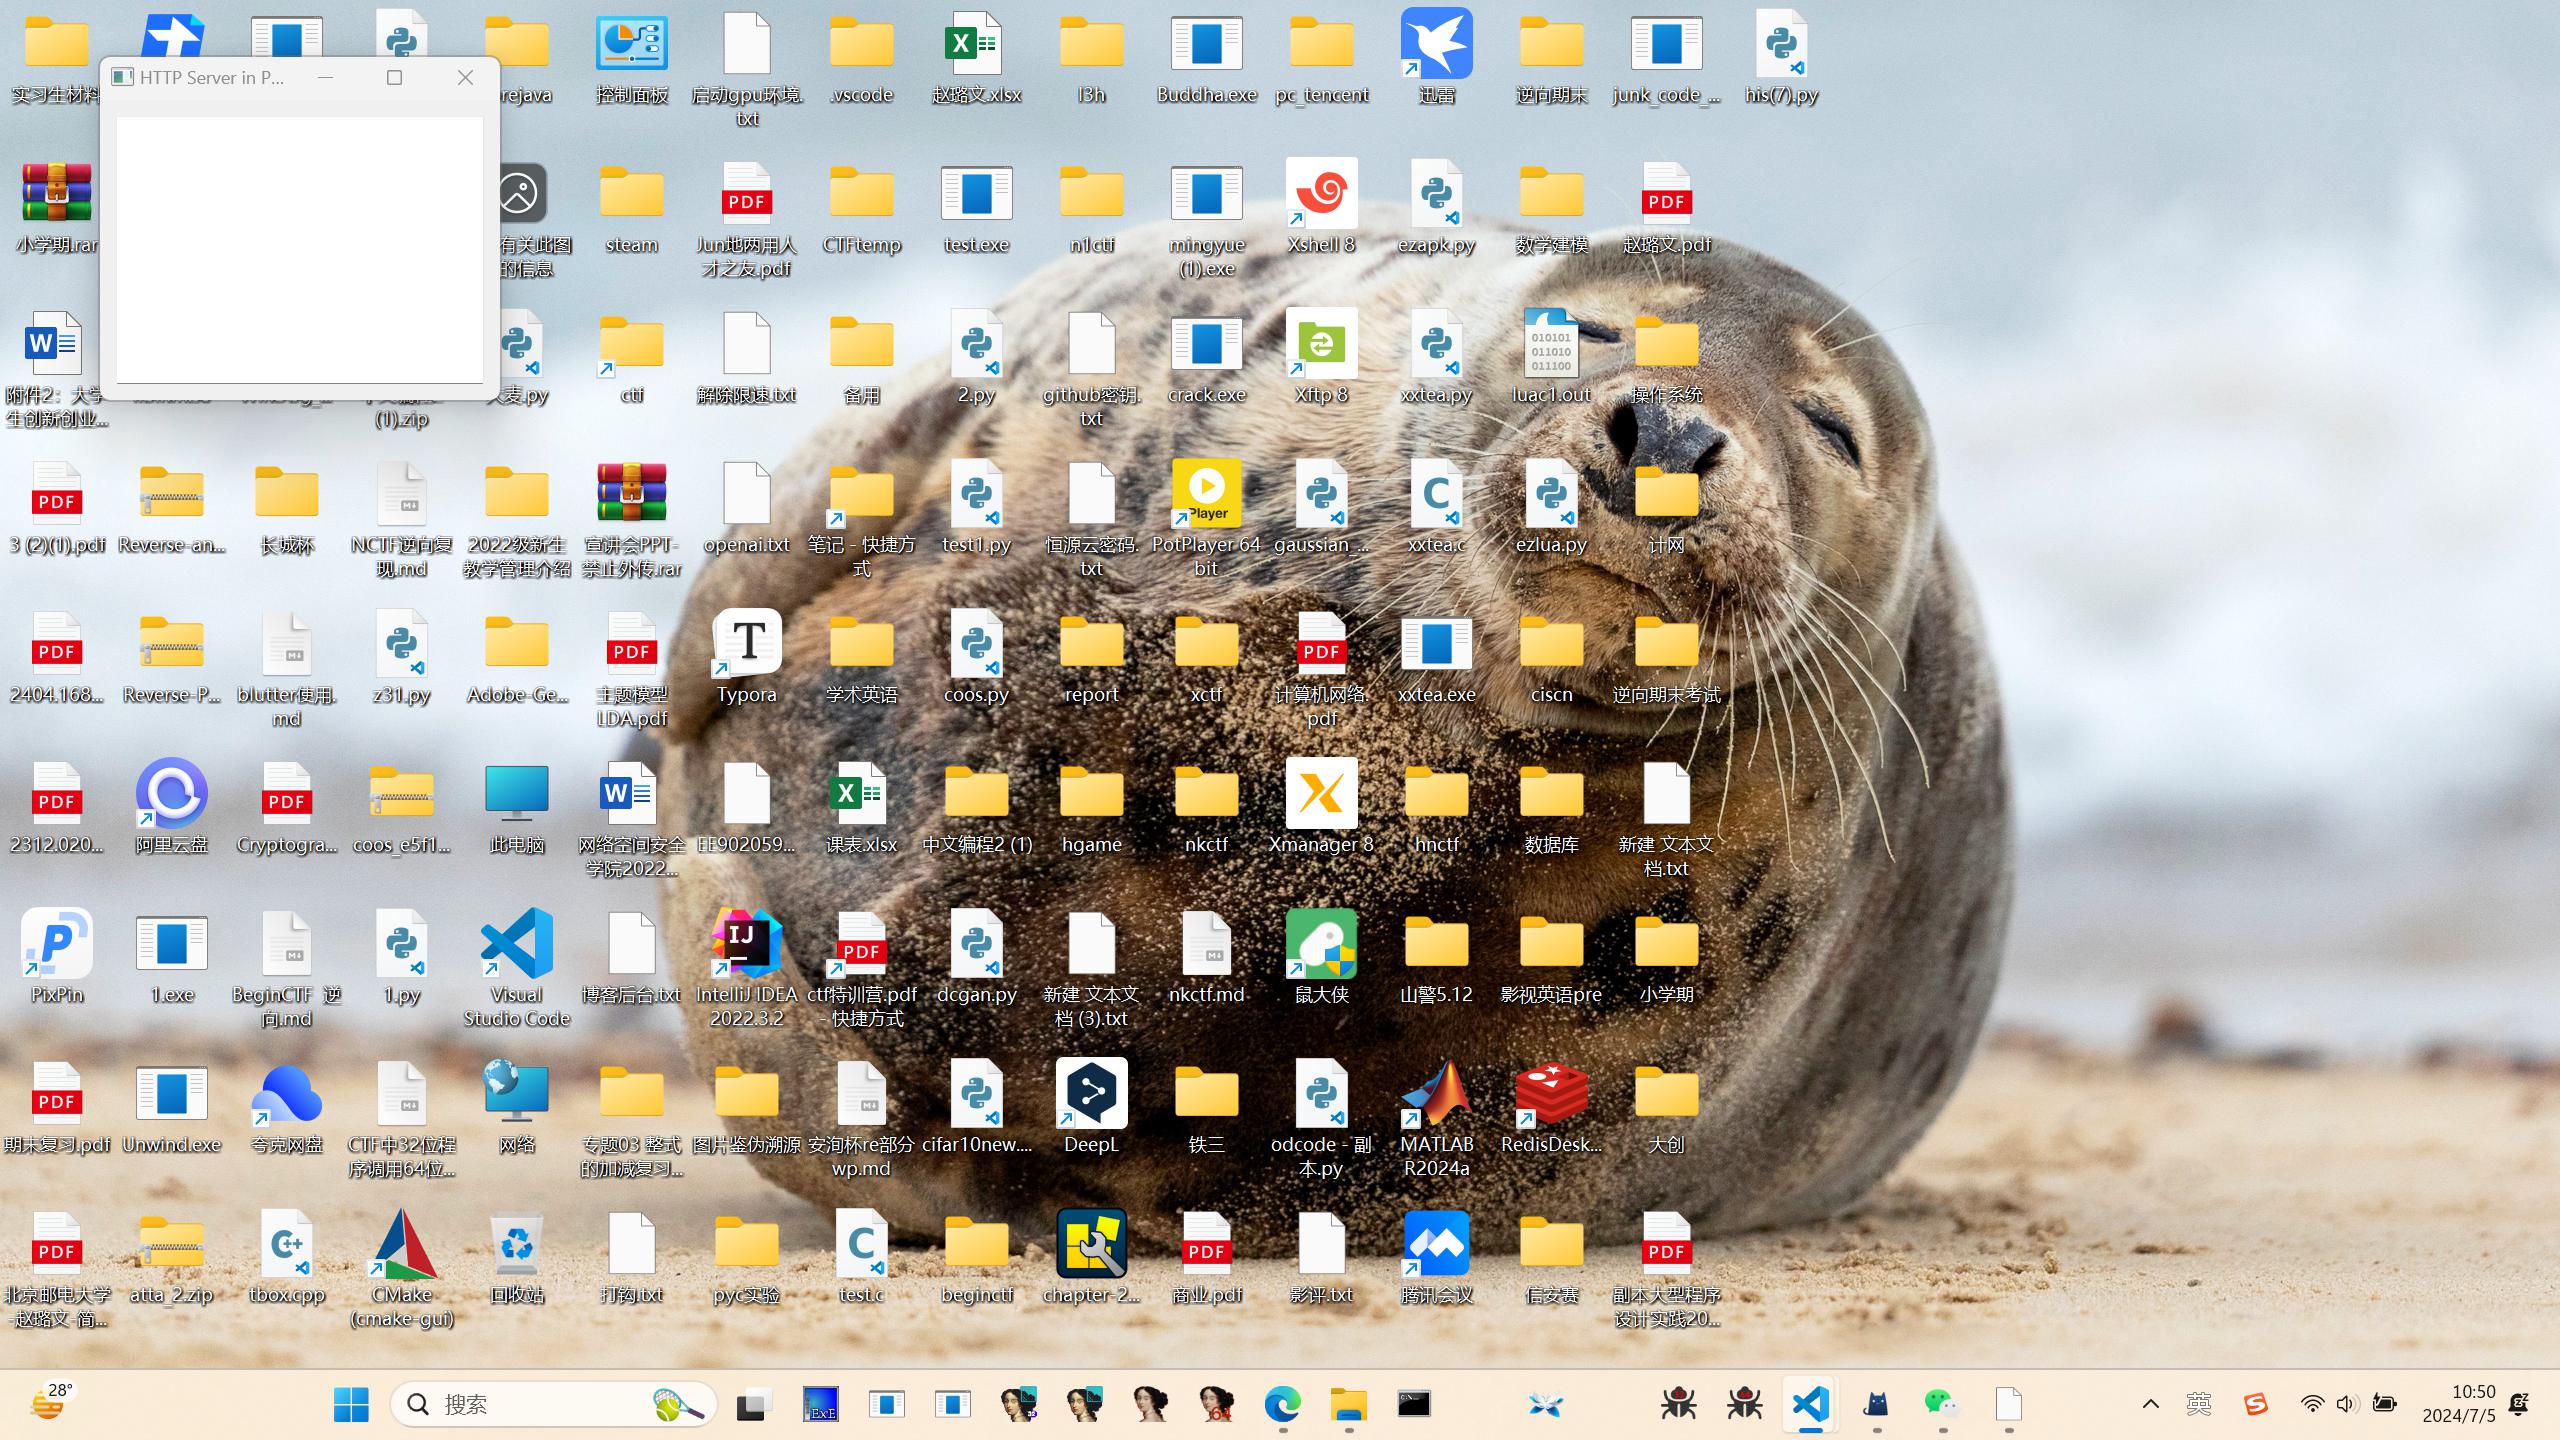 HTTP Server in P...
实习生材料
rejava
控制面板
启动gpu环境.
txt
.vscode
赵璐文.xlsx
l3h
Buddha.exe
pc_tencent
迅雷
逆向期末
junk_code_...
his(7).py
小学期.rar
有关此图
的信息
steam
Jun地两用人
才之友.pdf
CTFtemp
test.exe
n1ctf
mingyue
(1).exe
Xshell 8
ezapk.py
数学建模
赵璐文.pdf
附件2：大学
生创新创业...
(1).zip
麦.py
ctf
解除限速.txt
备用
2.py
github密钥.
txt
crack.exe
Xftp 8
xxtea.py
luac1.out
操作系统
3 (2)(1).pdf
Reverse-an...
长城杯
NCTF逆向复
现.md
2022级新生
教学管理介绍
宣讲会PPT-
禁止外传.rar
openai.txt
笔记 - 快捷方
式
test1.py
恒源云密码.
txt
PotPlayer 64
bit
gaussian_...
xxtea.c
ezlua.py
计网
2404.168...
Reverse-P...
blutter使用.
md
z31.py
Adobe-Ge...
主题模型
LDA.pdf
Typora
学术英语
coos.py
report
xctf
计算机网络.
pdf
xxtea.exe
ciscn
逆向期末考试
2312.020...
阿里云盘
Cryptogra...
coos_e5f1...
此电脑
网络空间安全
学院2022...
EE902059...
课表.xlsx
中文编程2 (1)
hgame
nkctf
Xmanager 8
hnctf
数据库
新建 文本文
档.txt
PixPin
1.exe
BeginCTF 逆
向.md
1.py
Visual
Studio Code
博客后台.txt
IntelliJ IDEA
2022.3.2
ctf特训营.pdf
- 快捷方式
dcgan.py
新建 文本文
档 (3).txt
nkctf.md
鼠大侠
山警5.12
影视英语pre
小学期
期末复习.pdf
Unwind.exe
夸克网盘
CTF中32位程
序调用64位...
网络
专题03 整式
的加减复习...
图片鉴伪溯源
安洵杯re部分
wp.md
cifar10new....
DeepL
铁三
odcode - 副
本.py
MATLAB
R2024a
RedisDesk...
大创
北京邮电大学
-赵璐文-简...
atta_2.zip
tbox.cpp
CMake
(cmake-gui)
回收站
打钩.txt
pyc实验
test.c
beginctf
chapter-2...
商业.pdf
影评.txt
腾讯会议
信安赛
副本大型程序
设计实践20...
28°
搜索
英
10:50
2024/7/5